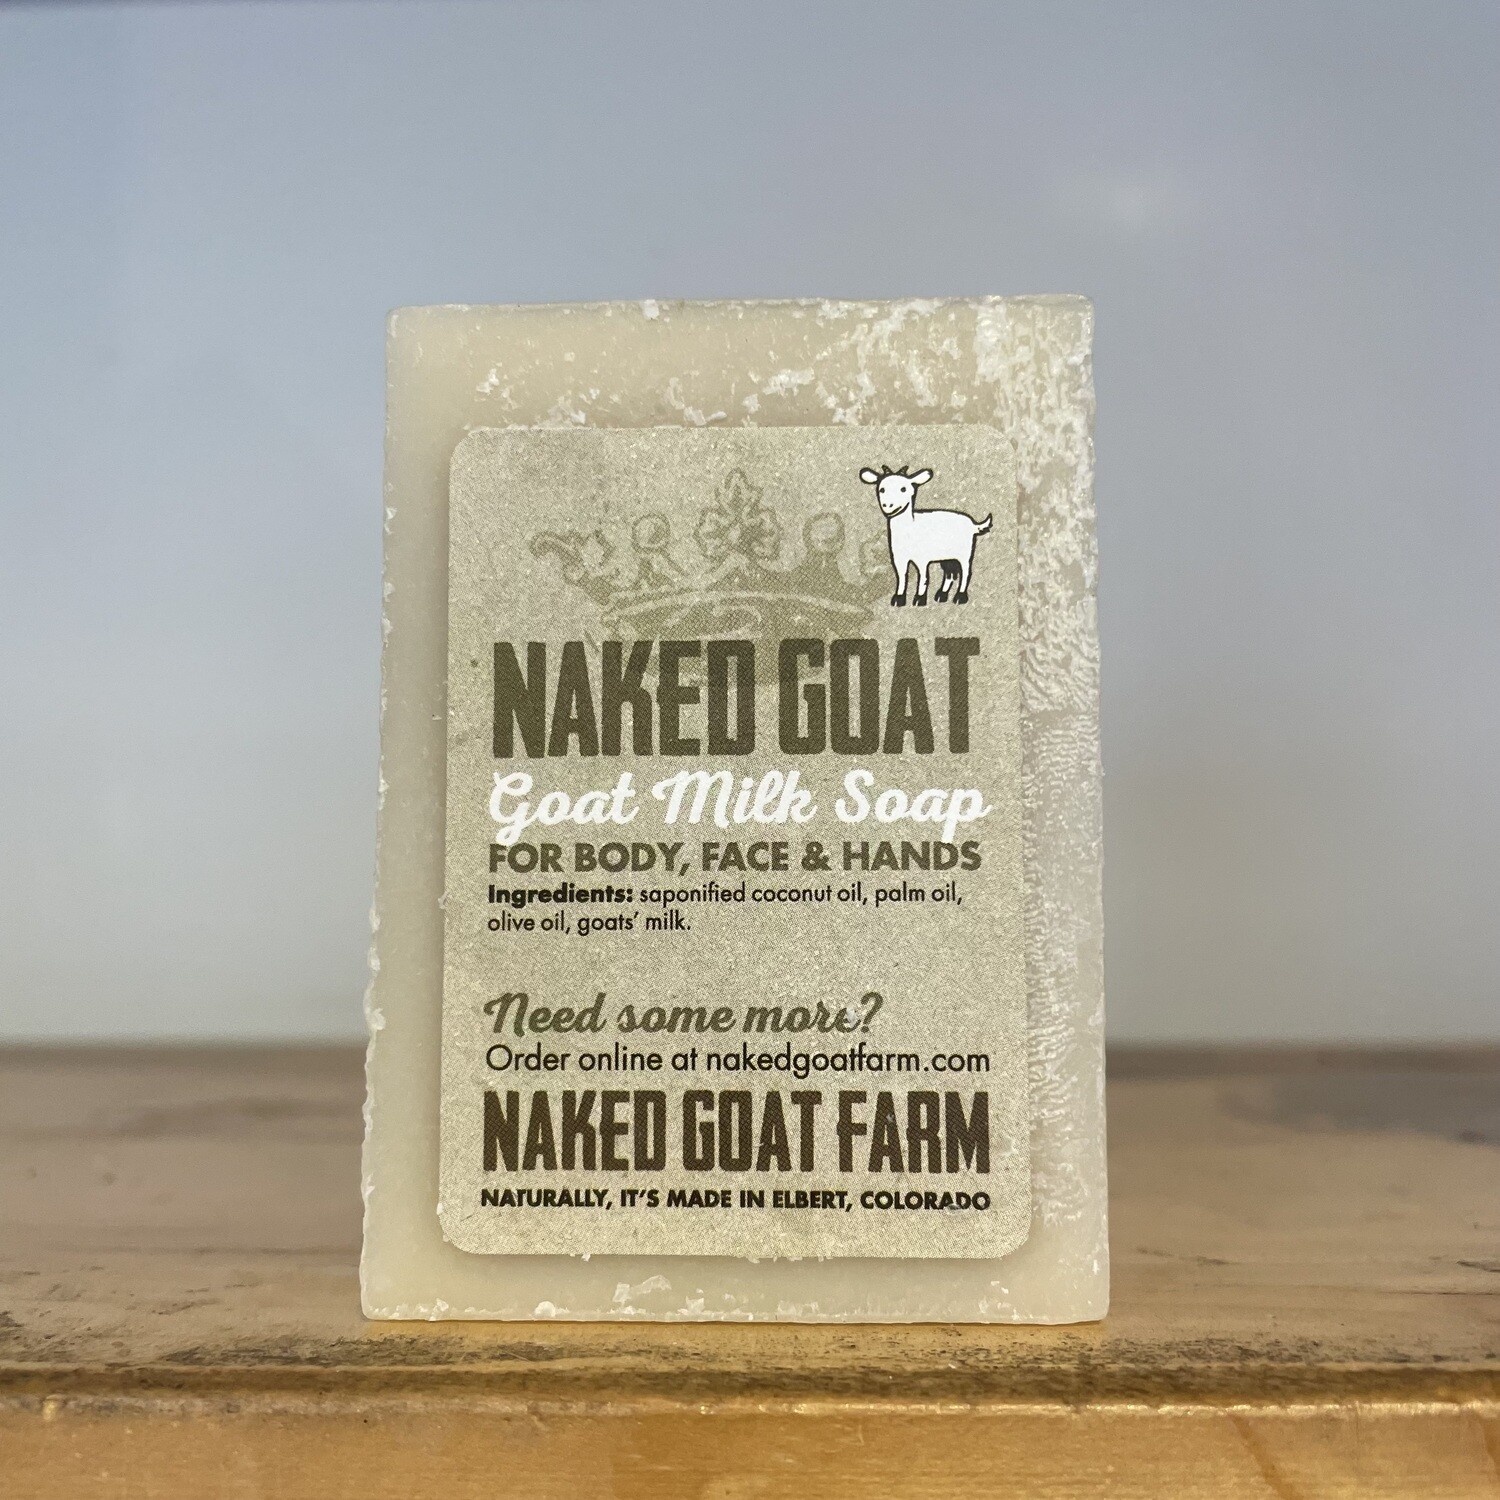 NAKED GOAT
Goat Milk Soap
FOR BODY, FACE & HANDS
Ingredients: saponified coconut oil, palm oil,
olive oil, goats' milk.
Need some more?
Order online at nakedgoatfarm.com
NAKED GOAT FARM
NATURALLY, IT'S MADE IN ELBERT, COLORADO